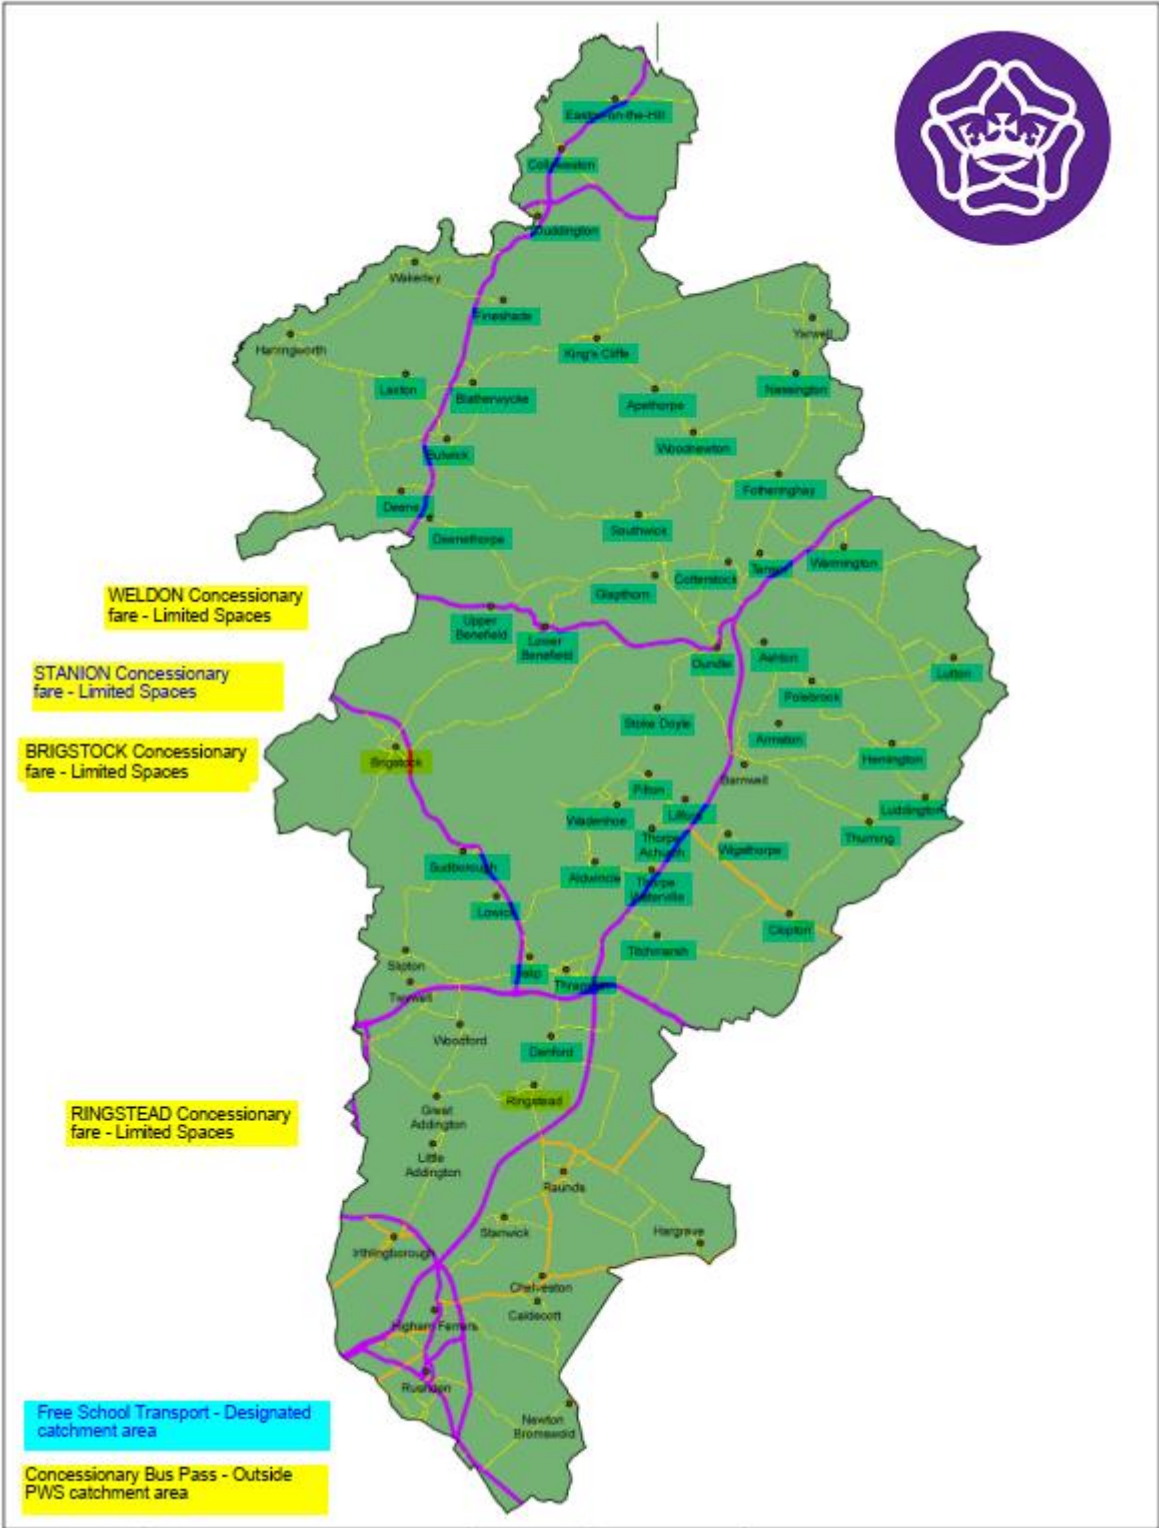 Easton-on-the-Hill
Collyweston
Duddington
Wakerley
Fineshade
Yarwell
Harringworth
King's Cliffe
Laxton
Blatherwycke
Nassington
Apethorpe
Bulwick
Woodnewton
Fotheringhay
Deene
Southwick
Deenethorpe
Warmington
Tansor
Cotterstock
Glapthorn
WELDON Concessionary
fare - Limited Spaces
Upper
Benefield
Lower
Benefield
Oundle
Ashton
Lutton
STANION Concessionary
fare - Limited Spaces
Polebrook
Stoke Doyle
Armston
BRIGSTOCK Concessionary
fare - Limited Spaces
Brigstock
Hemington
Barnwell
Pilton
Luddington
Wadenhoe
Lilford
Thurning
Thorpe
Achurch
Wigsthorpe
Sudborough
Aldwincle
Thorpe
Waterville
Lowick
Clopton
Titchmarsh
Slipton
Islip
Thrapston
Twywell
Woodford
Denford
Ringstead
RINGSTEAD Concessionary
fare - Limited Spaces
Great
Addington
Little
Addington
Raunds
Stanwick
Hargrave
Irthlingborough
Chelveston
Caldecott
Higham Ferrers
Rushden
Newton
Bromswold
Free School Transport - Designated
catchment area
Concessionary Bus Pass - Outside
PWS catchment area